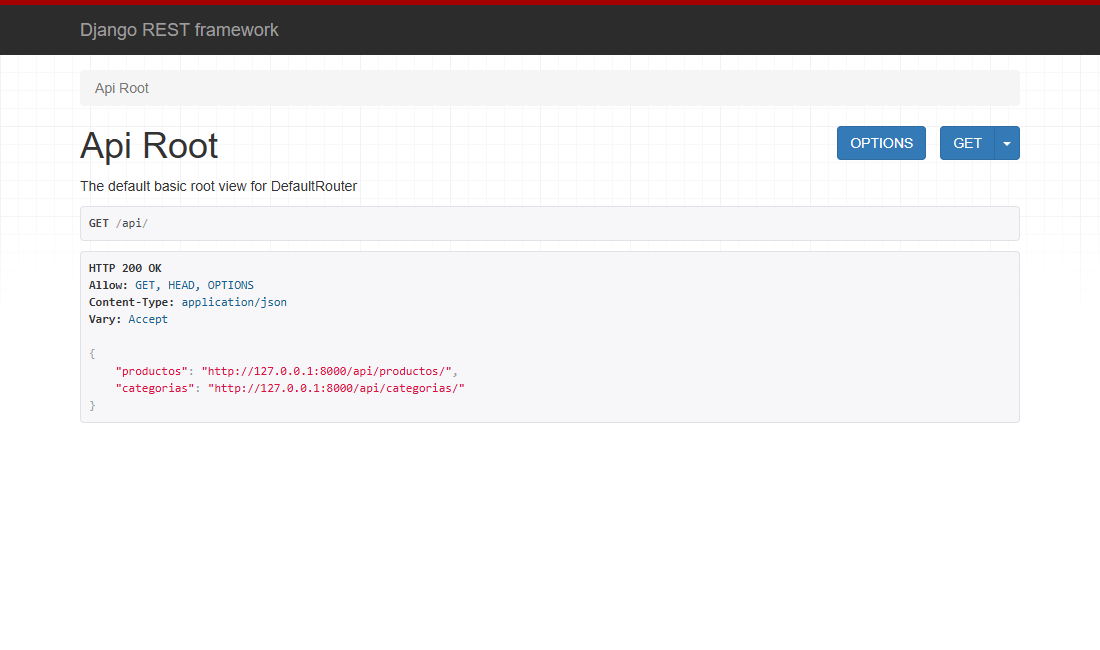 Django REST framework
Api Root
Api Root
OPTIONS GET
The default basic root view for DefaultRouter
GET /api/
HTTP 200 OK
Allow: GET, HEAD, OPTIONS
Content-Type: application/json
Vary: Accept
{
    "productos": "http://127.0.0.1:8000/api/productos/",
    "categorias": "http://127.0.0.1:8000/api/categorias/"
}